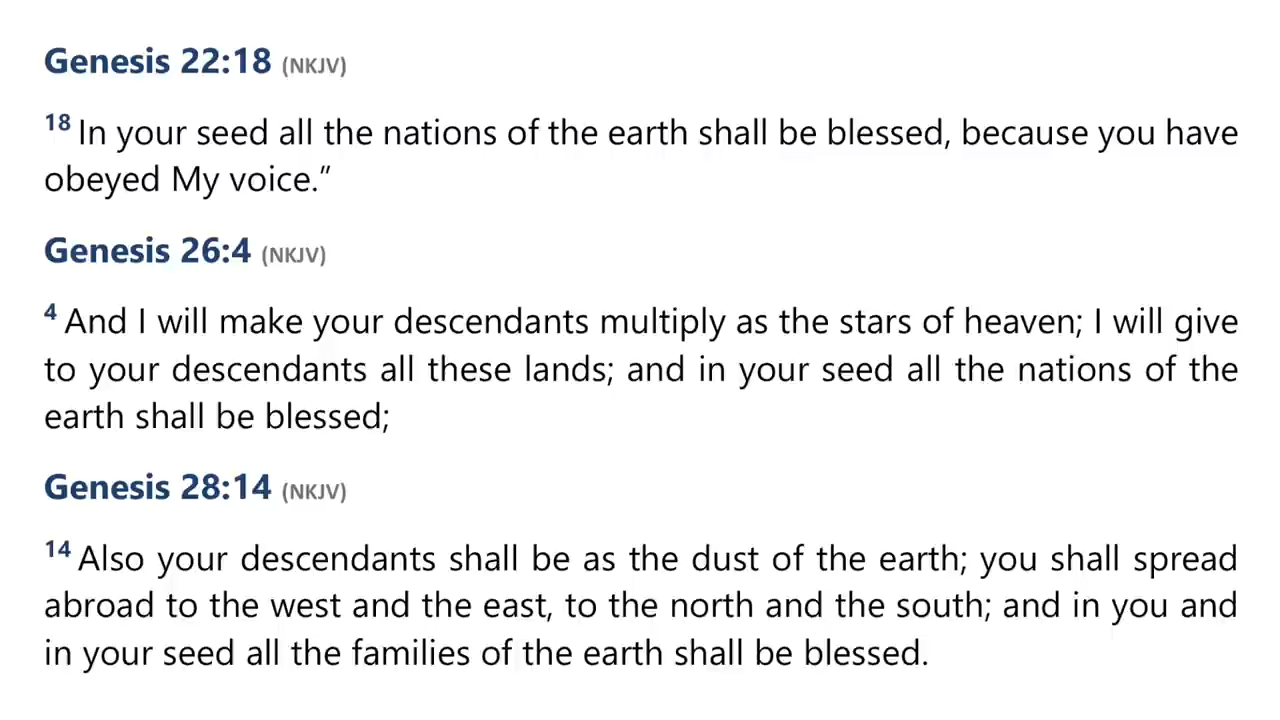 Genesis 22:18 (NKJV)
18 In your seed all the nations of the earth shall be blessed, because you have
obeyed My voice.”
Genesis 26:4 (NKJV)
4 And I will make your descendants multiply as the stars of heaven; I will give
to your descendants all these lands; and in your seed all the nations of the
earth shall be blessed;
Genesis 28:14 (NKJV)
14 Also your descendants shall be as the dust of the earth; you shall spread
abroad to the west and the east, to the north and the south; and in you and
in your seed all the families of the earth shall be blessed.